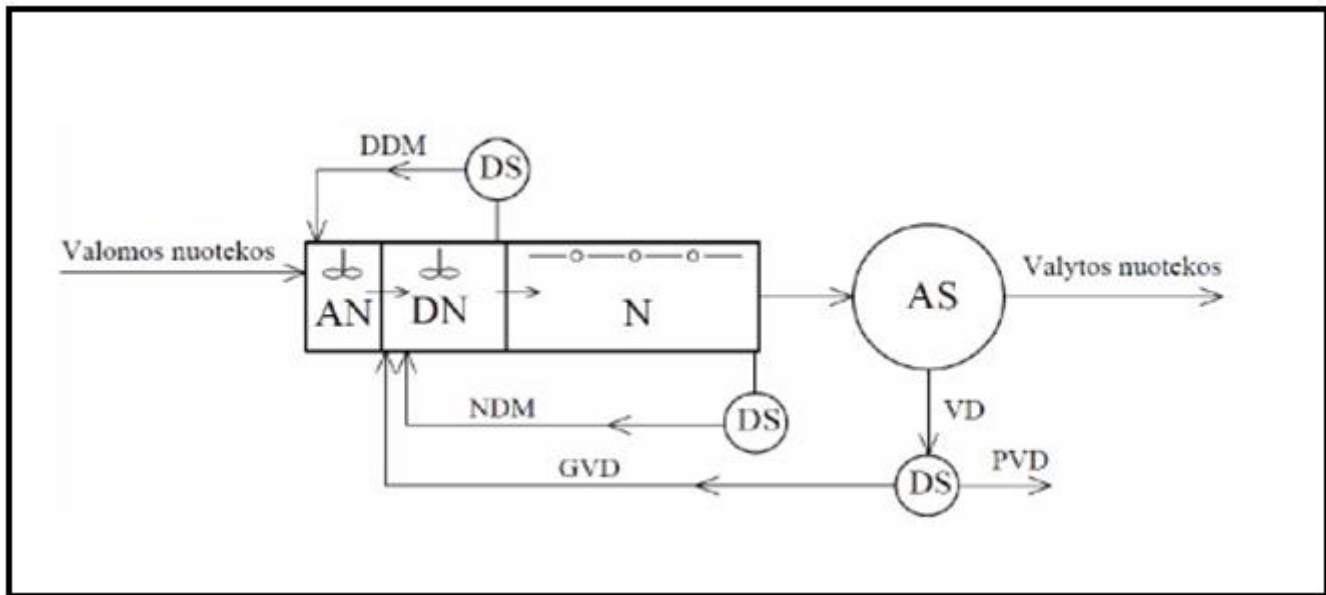 DDM
DS
Valomos nuotekos
AN
DN
N
AS
Valytos nuotekos
NDM
DS
VD
GVD
DS
PVD